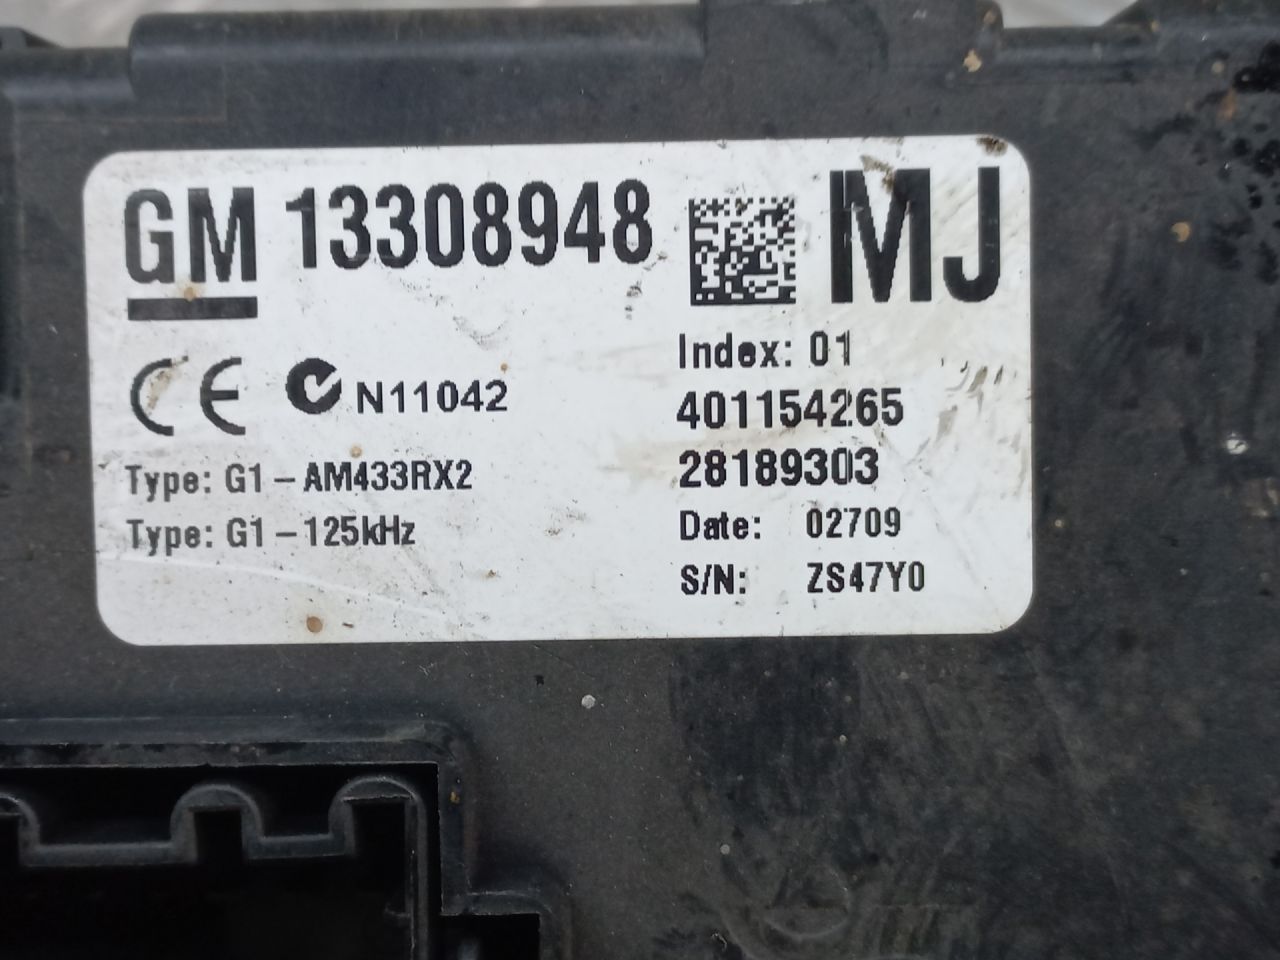 GM 13308948 MJ
CE N11042
Type: G1-AM433RX2
Type: G1-125kHz
Index: 01
401154265
28189303
Date: 02709
S/N: ZS47Y0